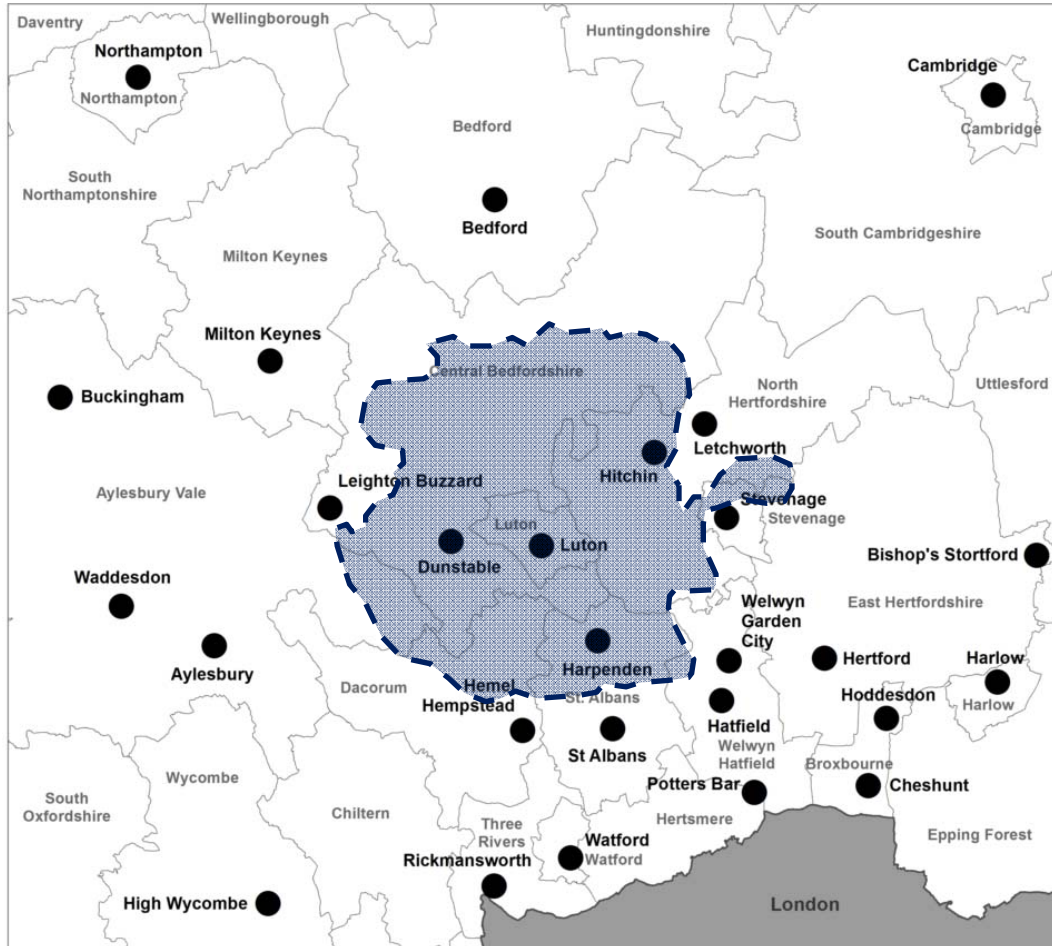 Daventry
Wellingborough
Huntingdonshire
Northampton
Northampton
Cambridge
Cambridge
Bedford
South
Northamptonshire
Bedford
South Cambridgeshire
Milton Keynes
Milton Keynes
Central Bedfordshire
North
Hertfordshire
Uttlesford
Buckingham
Letchworth
Hitchin
Leighton Buzzard
Aylesbury Vale
Stevenage
Stevenage
Luton
Luton
Dunstable
Bishop's Stortford
Waddesdon
Welwyn
Garden
City
East Hertfordshire
Aylesbury
Harpenden
Hertford
Harlow
Harlow
Dacorum
Hemel
Hempstead
St. Albans
Hoddesdon
Hatfield
St Albans
Welwyn
Hatfield
Wycombe
Broxbourne
Potters Bar
Cheshunt
South
Oxfordshire
Chiltern
Three
Rivers
Hertsmere
Epping Forest
Watford
Watford
Rickmansworth
High Wycombe
London